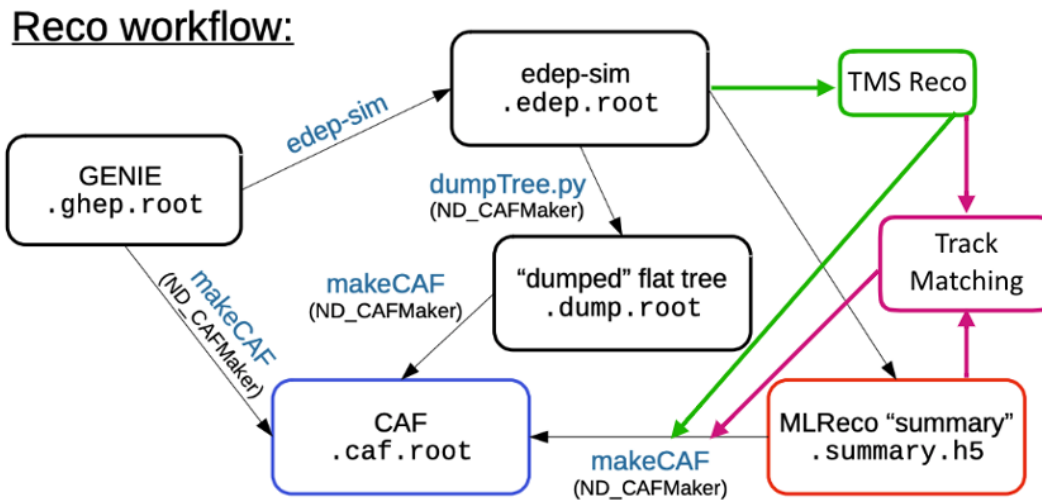 Reco workflow:
edep-sim
.edep.root
TMS Reco
edep-sim
GENIE
.ghep.root
dumpTree.py
(ND_CAFMaker)
Track
Matching
"dumped" flat tree
.dump.root
makeCAF
(ND_CAFMaker)
makeCAF
(ND_CAFMaker)
CAF
.caf.root
MLReco "summary"
.summary.h5
makeCAF
(ND_CAFMaker)